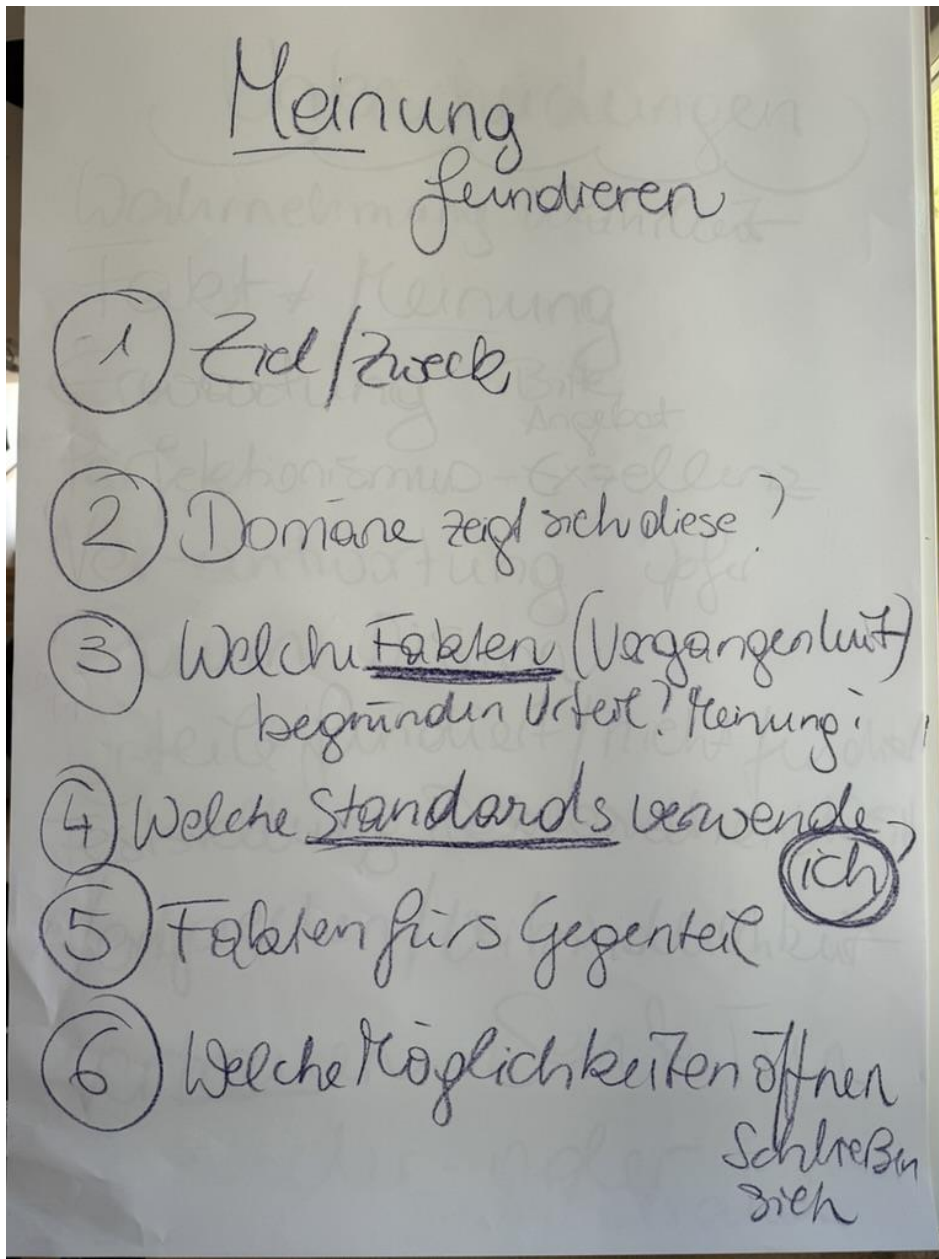 Meinung
fundieren
1 Ziel/Zweck
2 Domäne zeigt sich diese?
3 Welche Fakten (Vergangenheit)
begründen Urteil? Meinung?
4 Welche Standards verwende
ich?
5 Fakten fürs Gegenteil
6 Welche Möglichkeiten öffnen
Schließen
sich